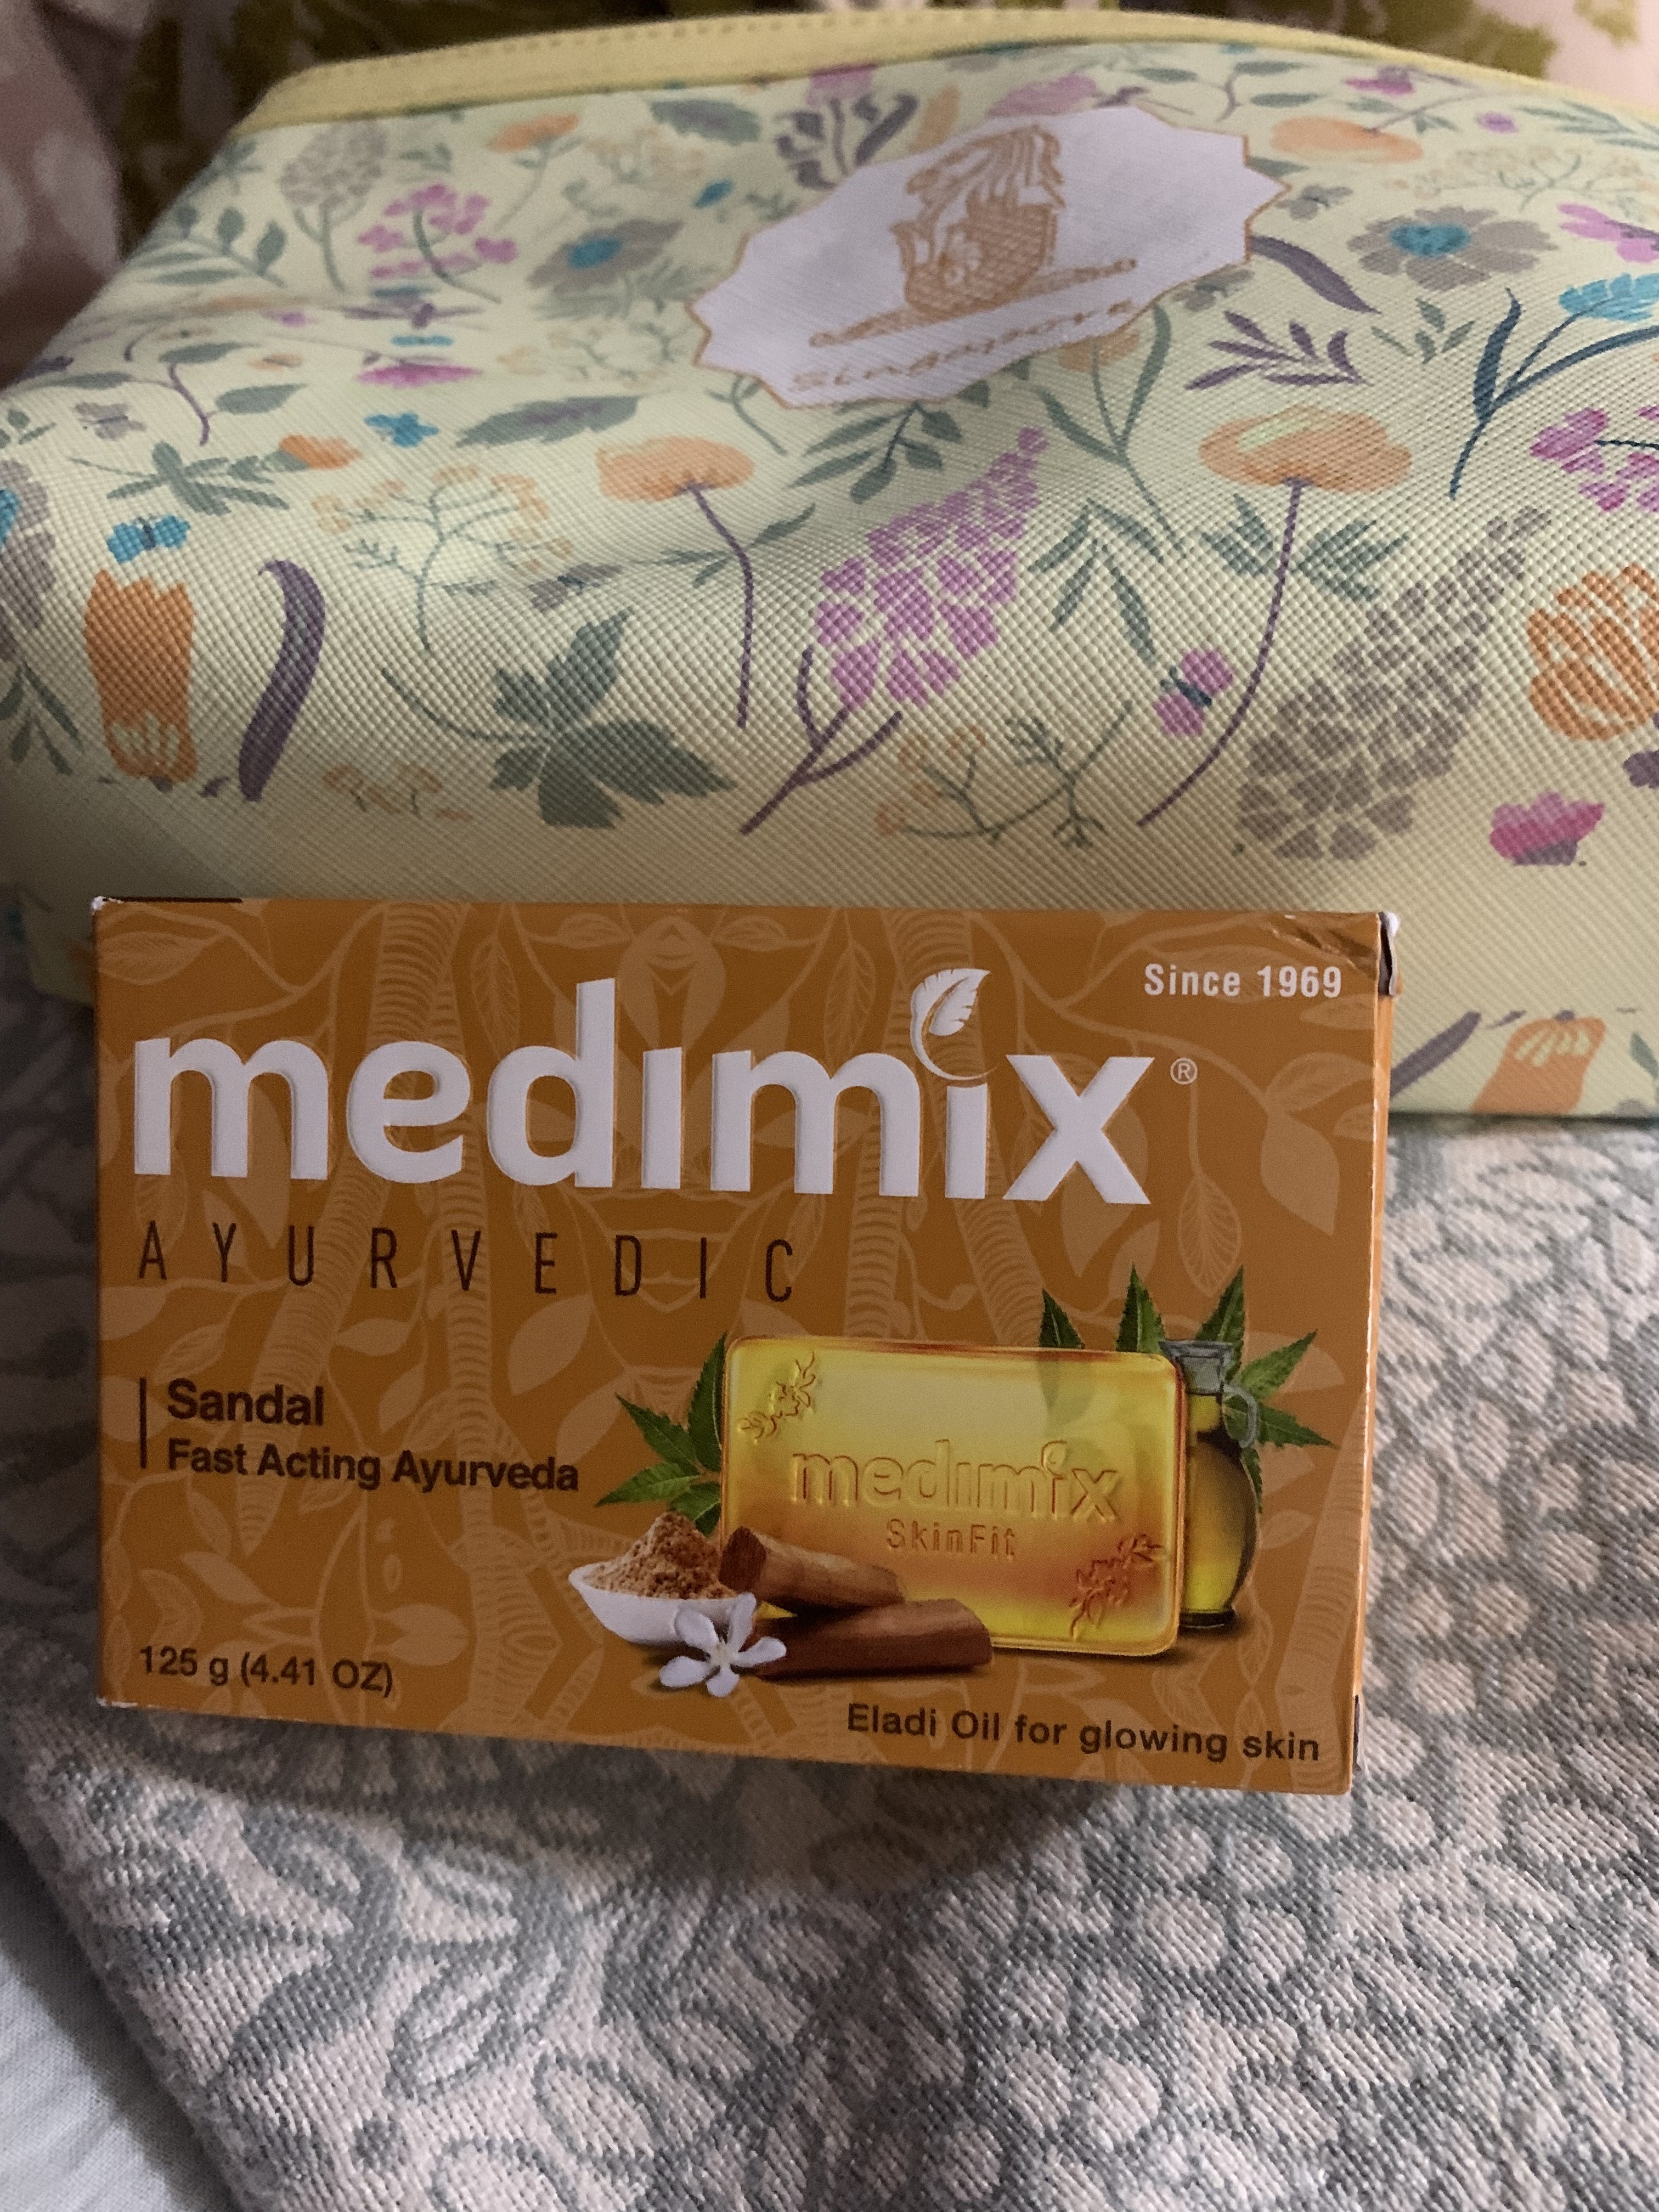 Singapore
Since 1969
medimix®
AYURVEDIC
Sandal
Fast Acting Ayurveda
medimix
SkinFit
125 g (4.41 OZ)
Eladi Oil for glowing skin